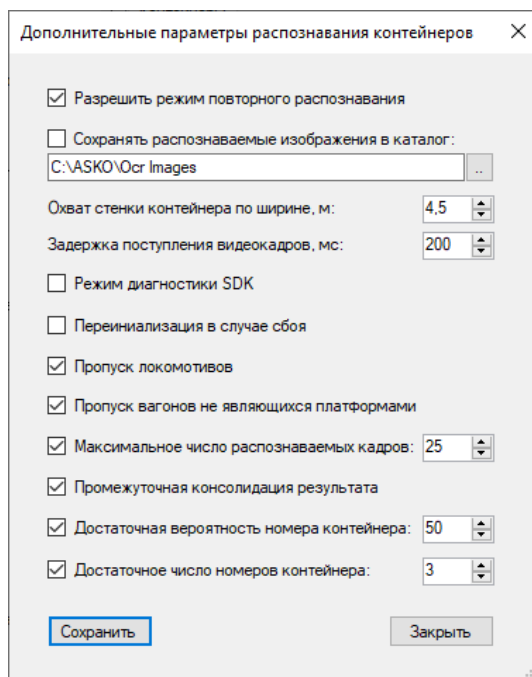 Дополнительные параметры распознавания контейнеров
Разрешить режим повторного распознавания
Сохранять распознаваемые изображения в каталог:
C:\ASKO\Ocr Images
..
Охват стенки контейнера по ширине, м: 4,5
Задержка поступления видеокадров, мс: 200
Режим диагностики SDK
Переиниализация в случае сбоя
Пропуск локомотивов
Пропуск вагонов не являющихся платформами
Максимальное число распознаваемых кадров: 25
Промежуточная консолидация результата
Достаточная вероятность номера контейнера: 50
Достаточное число номеров контейнера: 3
Сохранить Закрыть